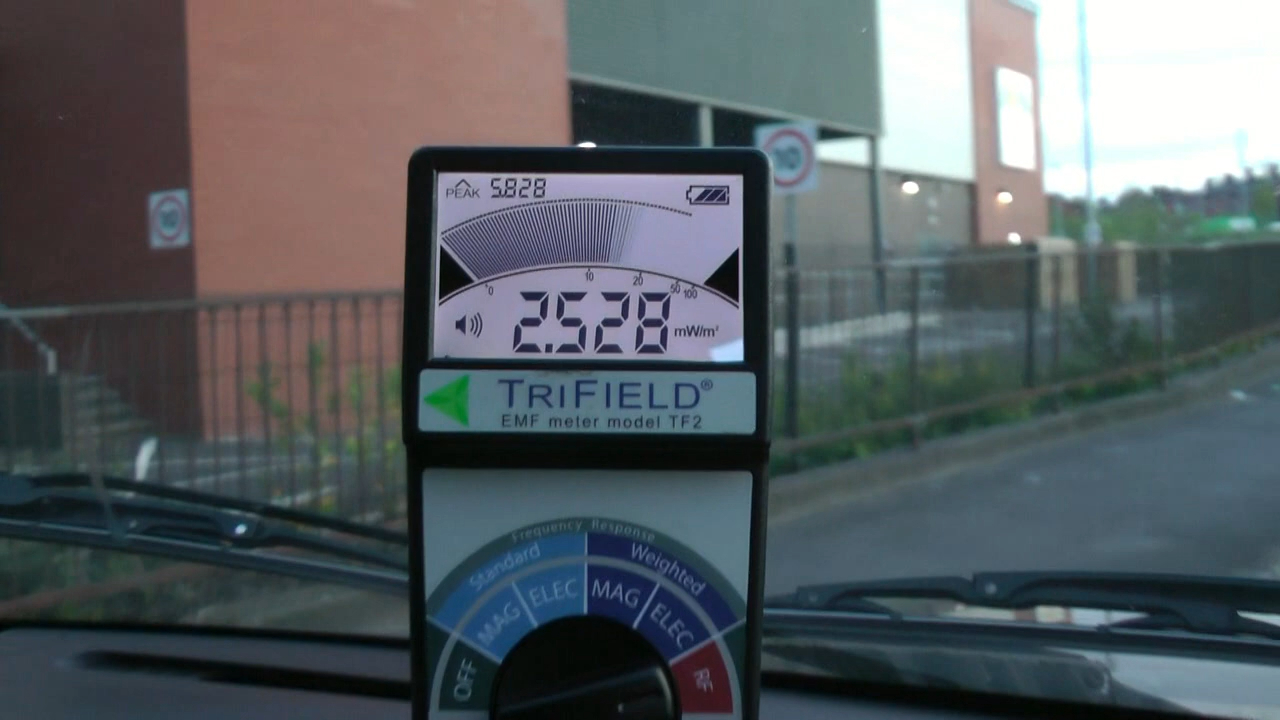 PEAK 5.828
0 10 20 50 100
2.528 mW/m²
TRIFIELD®
EMF meter model TF2
Frequency Response
Standard Weighted
OFF MAG ELEC MAG ELEC RF
10
10